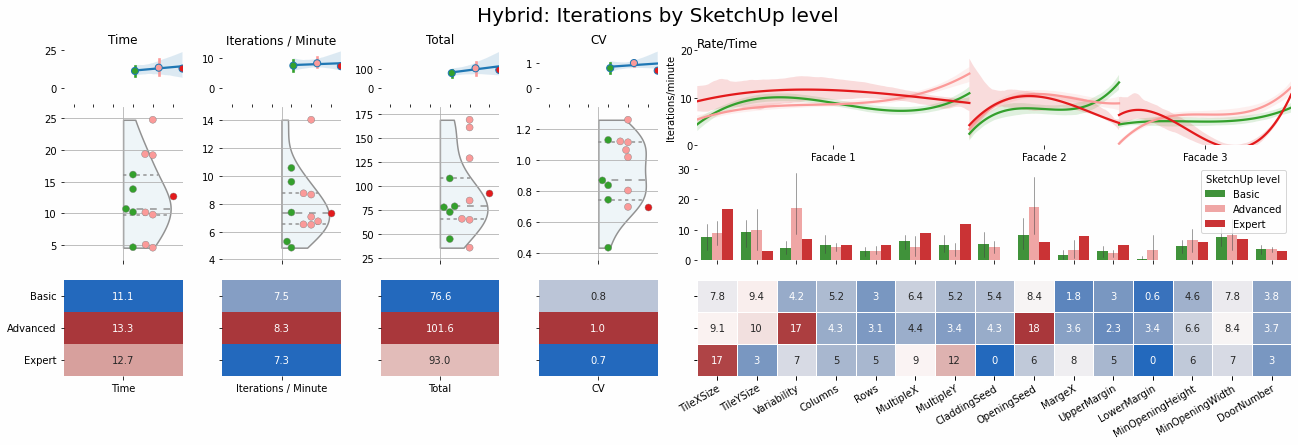 Hybrid: Iterations by SketchUp level
Time
Iterations / Minute
Total
CV
Rate/Time
25
0
10
0
100
0
1
0
20
10
0
Iterations/minute
Facade 1
Facade 2
Facade 3
25
20
15
10
5
14
12
10
8
6
4
175
150
125
100
75
50
25
1.2
1.0
0.8
0.6
0.4
30
20
10
0
SketchUp level
Basic
Advanced
Expert
Basic 11.1 7.5 76.6 0.8 7.8 9.4 4.2 5.2 3 6.4 5.2 5.4 8.4 1.8 3 0.6 4.6 7.8 3.8
Advanced 13.3 8.3 101.6 1.0 9.1 10 17 4.3 3.1 4.4 3.4 4.3 18 3.6 2.3 3.4 6.6 8.4 3.7
Expert 12.7 7.3 93.0 0.7 17 3 7 5 5 9 12 0 6 8 5 0 6 7 3
Time
Iterations / Minute
Total
CV
TileXSize
TileYSize
Variability
Columns
Rows
MultipleX
MultipleY
CladdingSeed
OpeningSeed
MargeX
UpperMargin
LowerMargin
MinOpeningHeight
MinOpeningWidth
DoorNumber